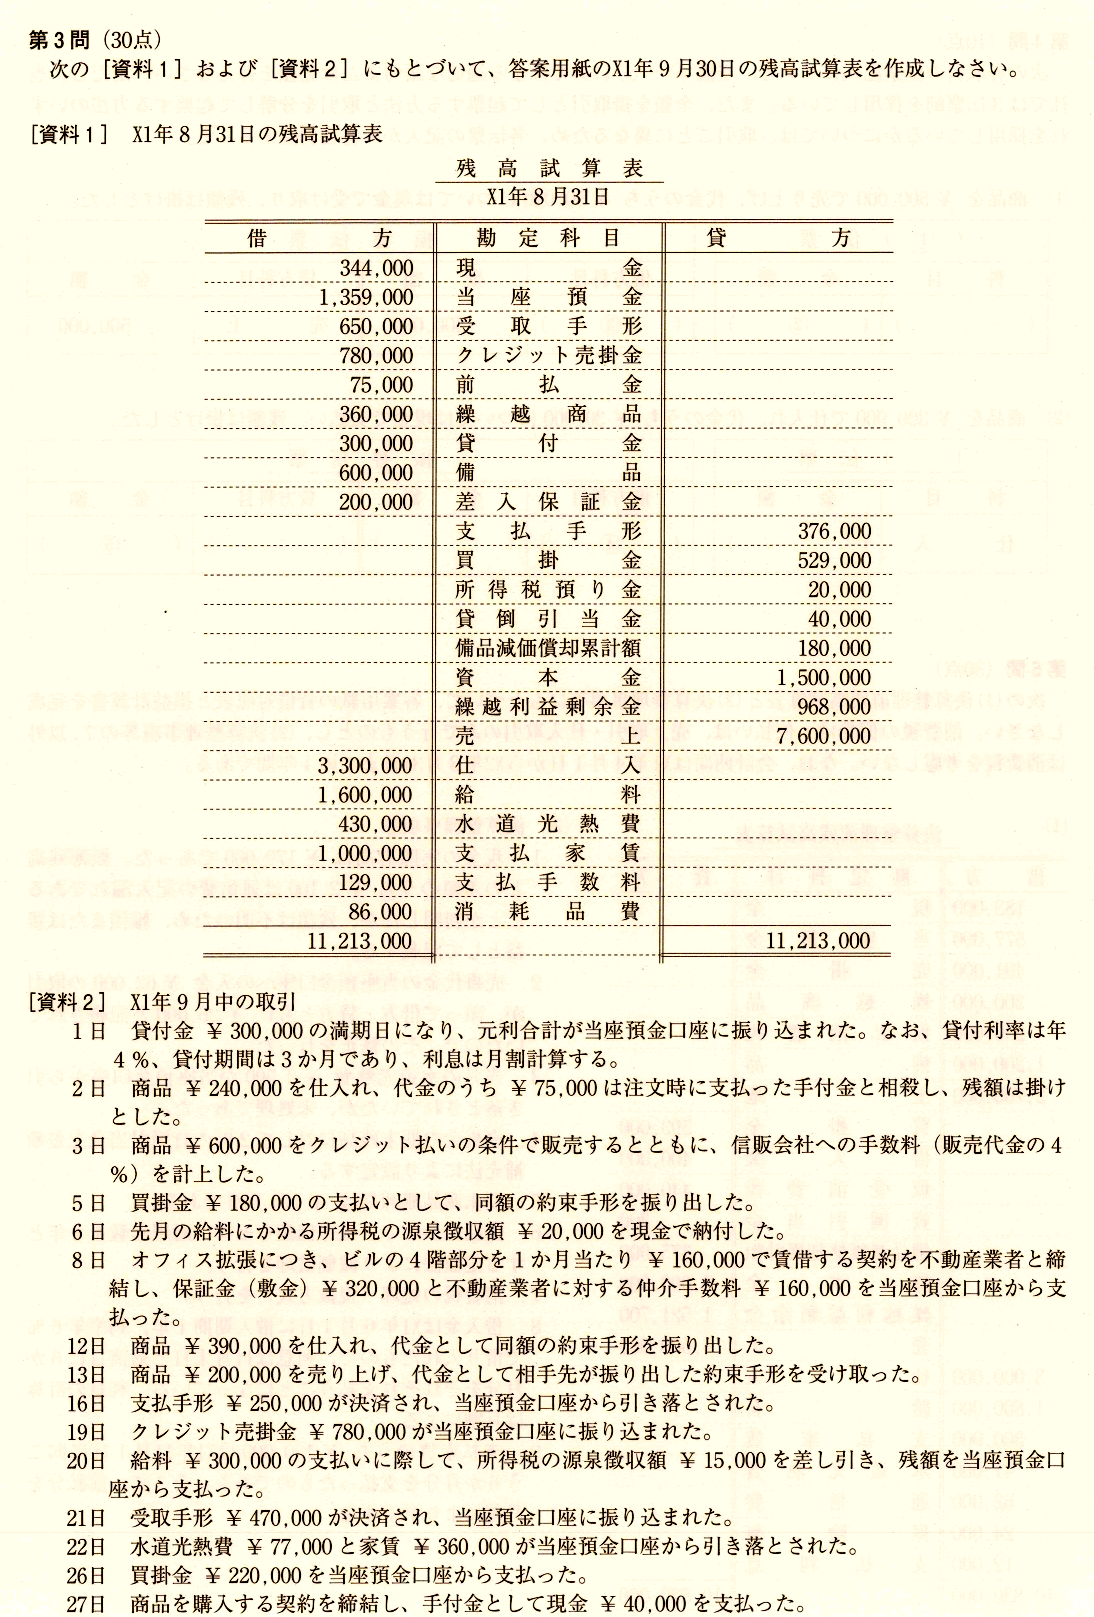 第3問（30点）
次の［資料1］および［資料2］にもとづいて、答案用紙のX1年9月30日の残高試算表を作成しなさい。
［資料1］ X1年8月31日の残高試算表
残高試算表
X1年8月31日
借方 勘定科目 貸方
344,000 現金
1,359,000 当座預金
650,000 受取手形
780,000 クレジット売掛金
75,000 前払金
360,000 繰越商品
300,000 貸付金
600,000 備品
200,000 差入保証金
支払手形 376,000
買掛金 529,000
所得税預り金 20,000
貸倒引当金 40,000
備品減価償却累計額 180,000
資本金 1,500,000
繰越利益剰余金 968,000
売上 7,600,000
3,300,000 仕入
1,600,000 給料
430,000 水道光熱費
1,000,000 支払家賃
129,000 支払手数料
86,000 消耗品費
11,213,000 11,213,000
［資料2］ X1年9月中の取引
1日 貸付金 ￥300,000の満期日になり、元利合計が当座預金口座に振り込まれた。なお、貸付利率は年
4％、貸付期間は3か月であり、利息は月割計算する。
2日 商品 ￥240,000を仕入れ、代金のうち ￥75,000は注文時に支払った手付金と相殺し、残額は掛け
とした。
3日 商品 ￥600,000をクレジット払いの条件で販売するとともに、信販会社への手数料（販売代金の4
％）を計上した。
5日 買掛金 ￥180,000の支払いとして、同額の約束手形を振り出した。
6日 先月の給料にかかる所得税の源泉徴収額 ￥20,000を現金で納付した。
8日 オフィス拡張につき、ビルの4階部分を1か月当たり ￥160,000で賃借する契約を不動産業者と締
結し、保証金（敷金）￥320,000と不動産業者に対する仲介手数料 ￥160,000を当座預金口座から支
払った。
12日 商品 ￥390,000を仕入れ、代金として同額の約束手形を振り出した。
13日 商品 ￥200,000を売り上げ、代金として相手先が振り出した約束手形を受け取った。
16日 支払手形 ￥250,000が決済され、当座預金口座から引き落とされた。
19日 クレジット売掛金 ￥780,000が当座預金口座に振り込まれた。
20日 給料 ￥300,000の支払いに際して、所得税の源泉徴収額 ￥15,000を差し引き、残額を当座預金口
座から支払った。
21日 受取手形 ￥470,000が決済され、当座預金口座に振り込まれた。
22日 水道光熱費 ￥77,000と家賃 ￥360,000が当座預金口座から引き落とされた。
26日 買掛金 ￥220,000を当座預金口座から支払った。
27日 商品を購入する契約を締結し、手付金として現金 ￥40,000を支払った。